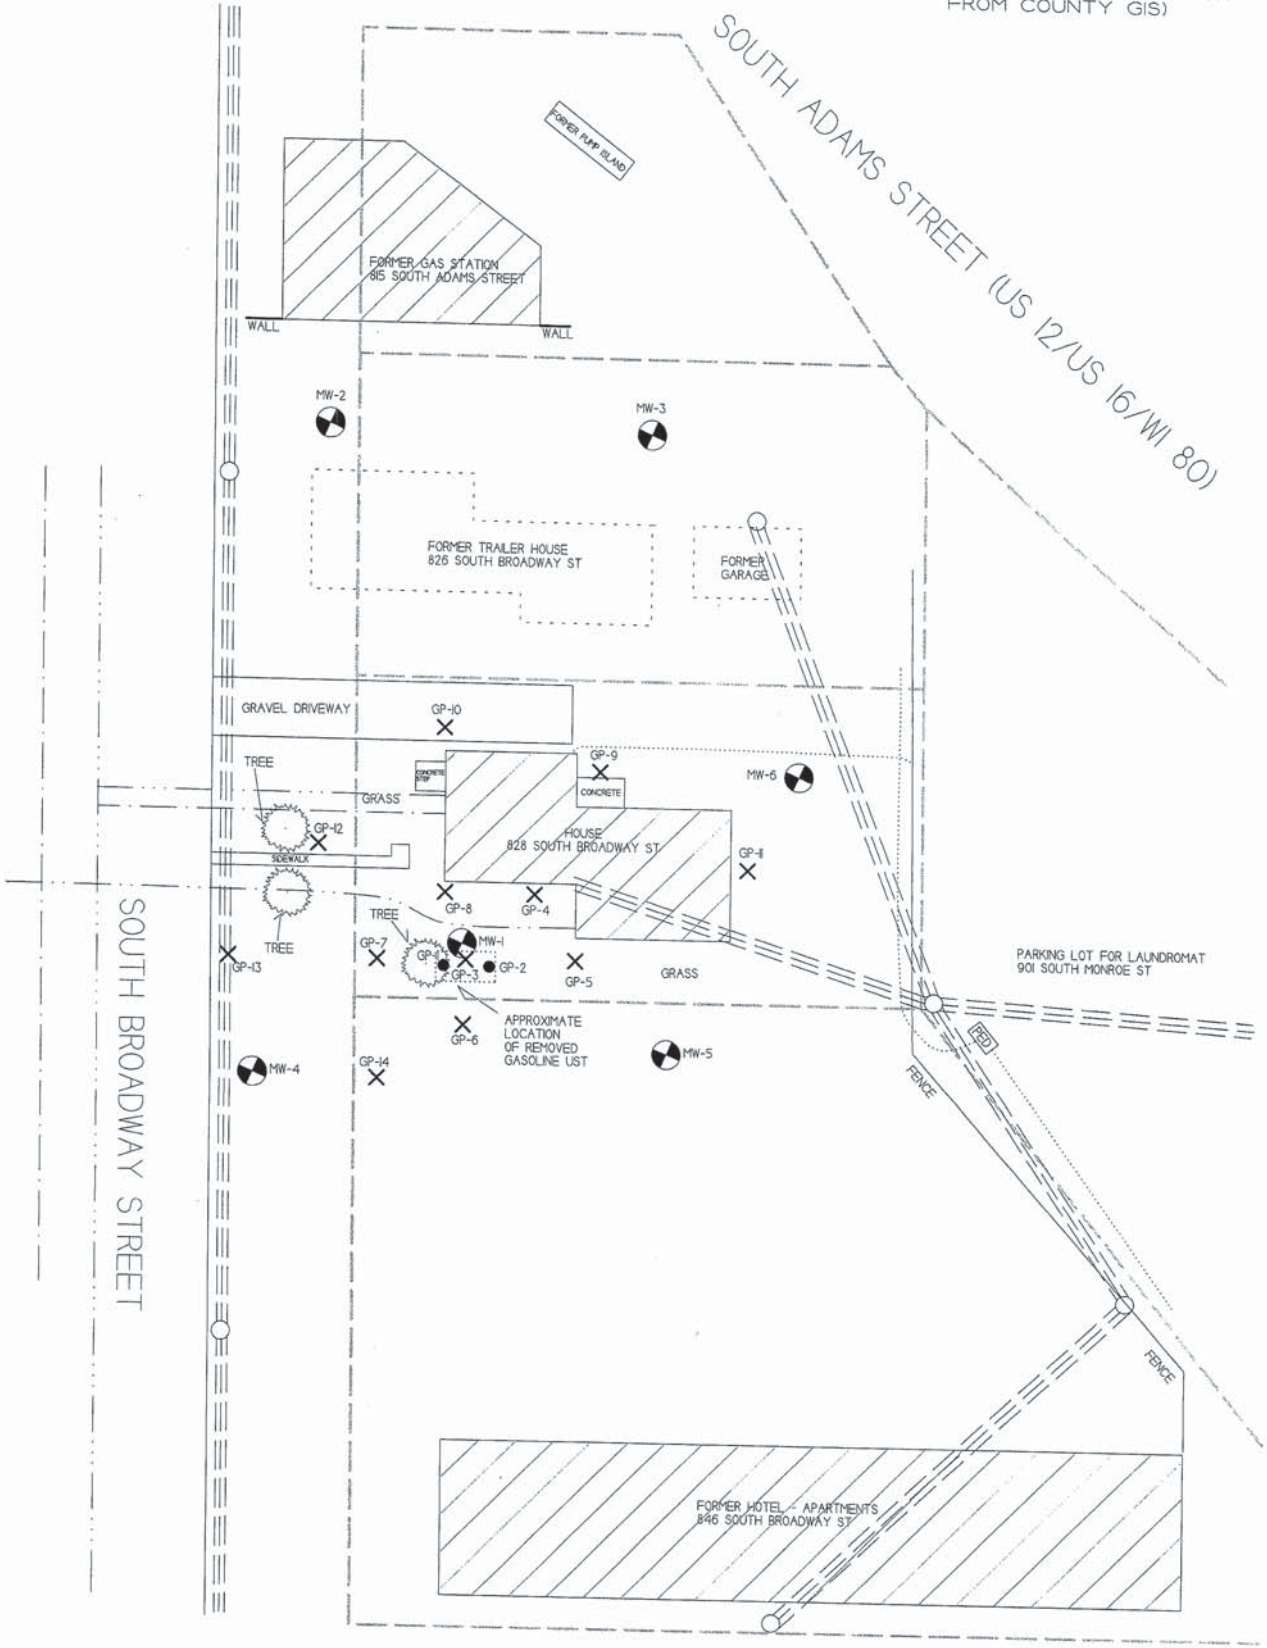 FROM COUNTY GIS)
SOUTH ADAMS STREET (US 12/US 16/WI 80)
FORMER PUMP ISLAND
FORMER GAS STATION
815 SOUTH ADAMS STREET
WALL
WALL
MW-2
MW-3
FORMER TRAILER HOUSE
826 SOUTH BROADWAY ST
FORMER
GARAGE
GRAVEL DRIVEWAY
GP-10
TREE
CONCRETE
STEP
GP-9
CONCRETE
MW-6
GRASS
GP-12
HOUSE
828 SOUTH BROADWAY ST
SIDEWALK
GP-11
GP-8
GP-4
TREE
TREE
GP-7
MW-1
GP-13
GP-1
GP-3
GP-2
GP-5
GRASS
PARKING LOT FOR LAUNDROMAT
901 SOUTH MONROE ST
SOUTH BROADWAY STREET
GP-6
APPROXIMATE
LOCATION
OF REMOVED
GASOLINE UST
PED
MW-4
GP-14
MW-5
FENCE
FENCE
FORMER HOTEL - APARTMENTS
846 SOUTH BROADWAY ST